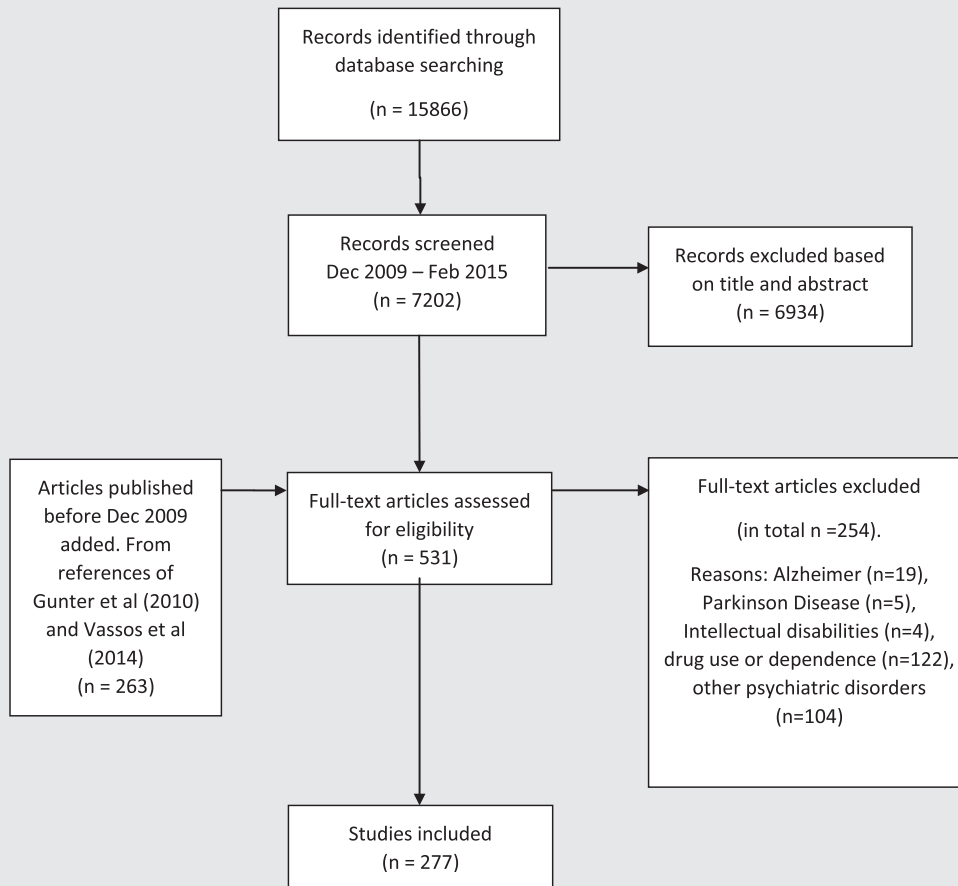 Records identified through
database searching
(n = 15866)
Records screened
Dec 2009 – Feb 2015
(n = 7202)
Records excluded based
on title and abstract
(n = 6934)
Articles published
before Dec 2009
added. From
references of
Gunter et al (2010)
and Vassos et al
(2014)
(n = 263)
Full-text articles assessed
for eligibility
(n = 531)
Full-text articles excluded
(in total n =254).
Reasons: Alzheimer (n=19),
Parkinson Disease (n=5),
Intellectual disabilities (n=4),
drug use or dependence (n=122),
other psychiatric disorders
(n=104)
Studies included
(n = 277)